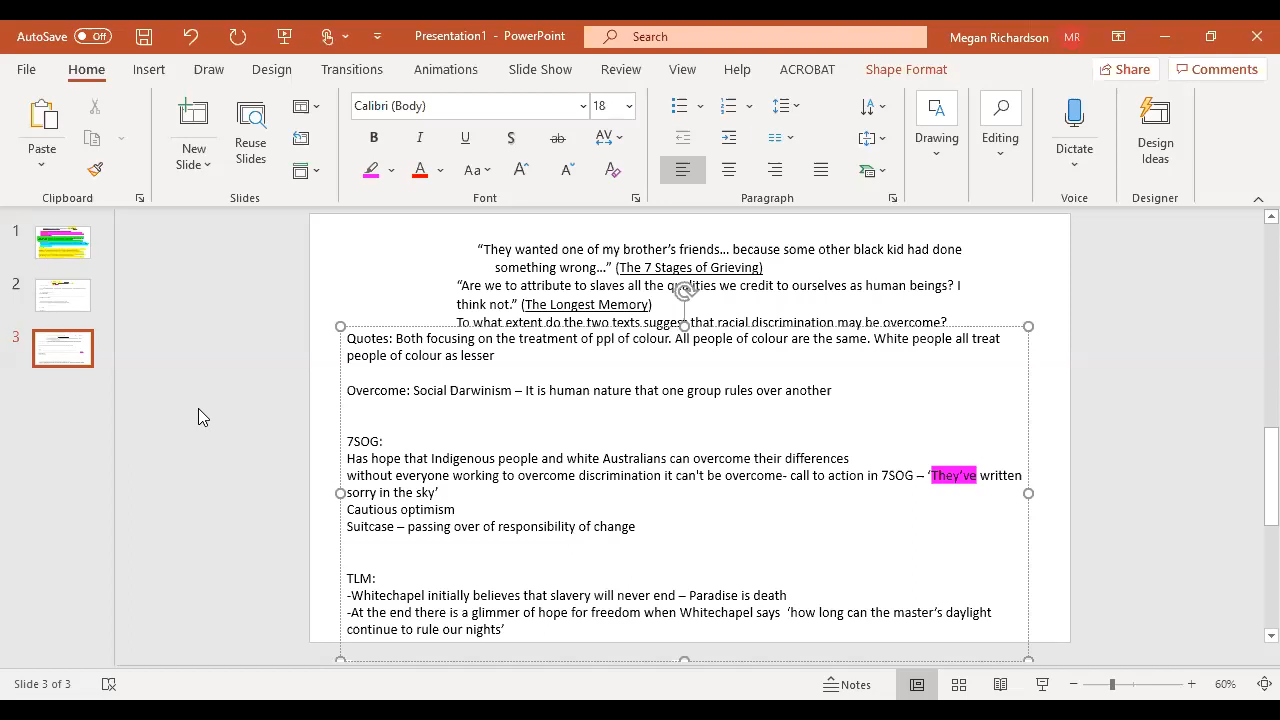 AutoSave Off Presentation1 - PowerPoint Search Megan Richardson MR
File Home Insert Draw Design Transitions Animations Slide Show Review View Help ACROBAT Shape Format Share Comments
Calibri (Body) 18
Paste New Slide Reuse Slides Drawing Editing Dictate Design Ideas
Clipboard Slides Font Paragraph Voice Designer
1
2
3
“They wanted one of my brother’s friends... because some other black kid had done
something wrong...” (The 7 Stages of Grieving)
“Are we to attribute to slaves all the qualities we credit to ourselves as human beings? I
think not.” (The Longest Memory)
To what extent do the two texts suggest that racial discrimination may be overcome?
Quotes: Both focusing on the treatment of ppl of colour. All people of colour are the same. White people all treat
people of colour as lesser
Overcome: Social Darwinism – It is human nature that one group rules over another
7SOG:
Has hope that Indigenous people and white Australians can overcome their differences
without everyone working to overcome discrimination it can't be overcome- call to action in 7SOG – ‘They’ve written
sorry in the sky’
Cautious optimism
Suitcase – passing over of responsibility of change
TLM:
-Whitechapel initially believes that slavery will never end – Paradise is death
-At the end there is a glimmer of hope for freedom when Whitechapel says ‘how long can the master’s daylight
continue to rule our nights’
Slide 3 of 3 Notes 60%